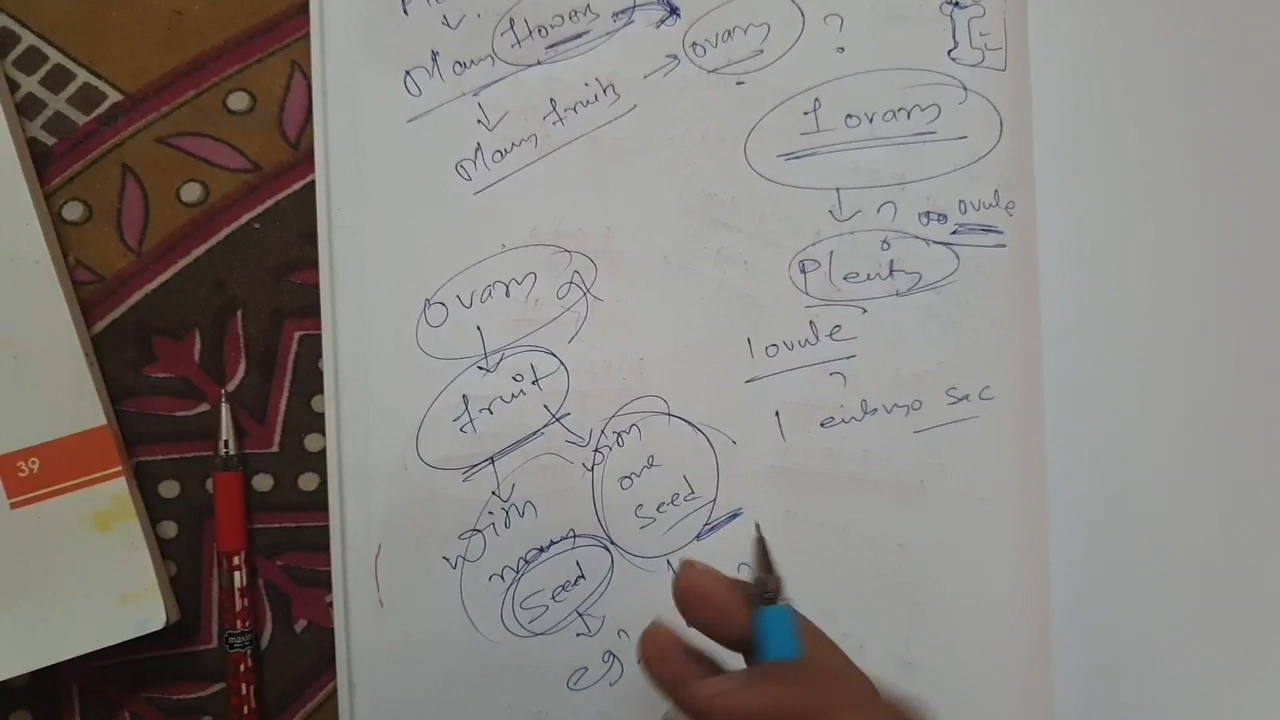 Many flowers
ovary ?
Many fruits
1 ovary
ovule
Plenty
Ovary
1 ovule
fruit
1 embryo sac
with
one
seed
with
many
Seed
eg
39